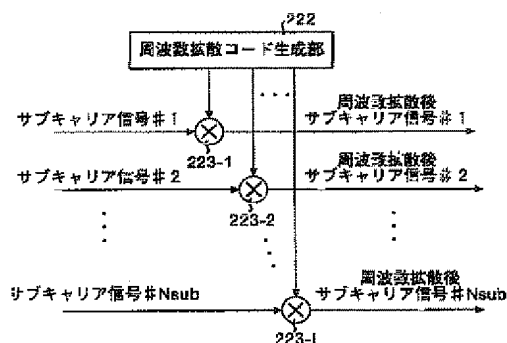 222
周波数拡散コード生成部
周波数拡散後
サブキャリア信号#1
サブキャリア信号#1
223-1
周波数拡散後
サブキャリア信号#2
サブキャリア信号#2
223-2
周波数拡散後
サブキャリア信号#Nsub
サブキャリア信号#Nsub
223-L